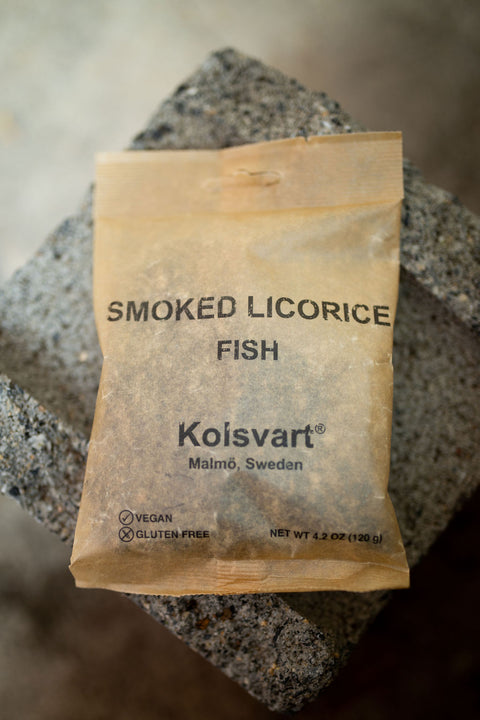 SMOKED LICORICE
FISH
Kolsvart®
Malmö, Sweden
VEGAN
GLUTEN FREE
NET WT 4.2 OZ (120 g)